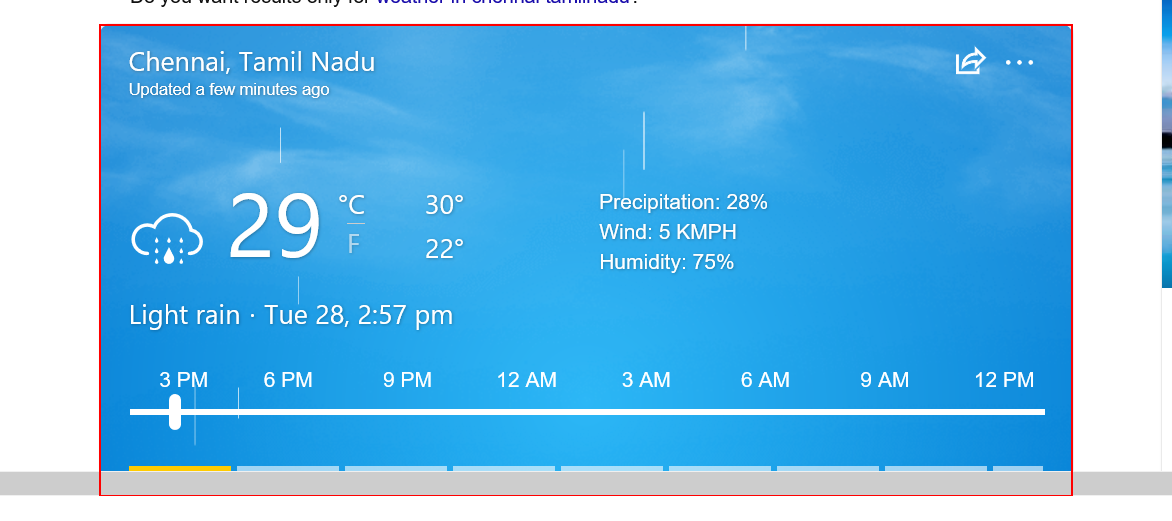 Do you want results only for weather in chennai tamilnadu?
Chennai, Tamil Nadu
Updated a few minutes ago
29 °C 30°
F 22°
Precipitation: 28%
Wind: 5 KMPH
Humidity: 75%
Light rain · Tue 28, 2:57 pm
3 PM 6 PM 9 PM 12 AM 3 AM 6 AM 9 AM 12 PM